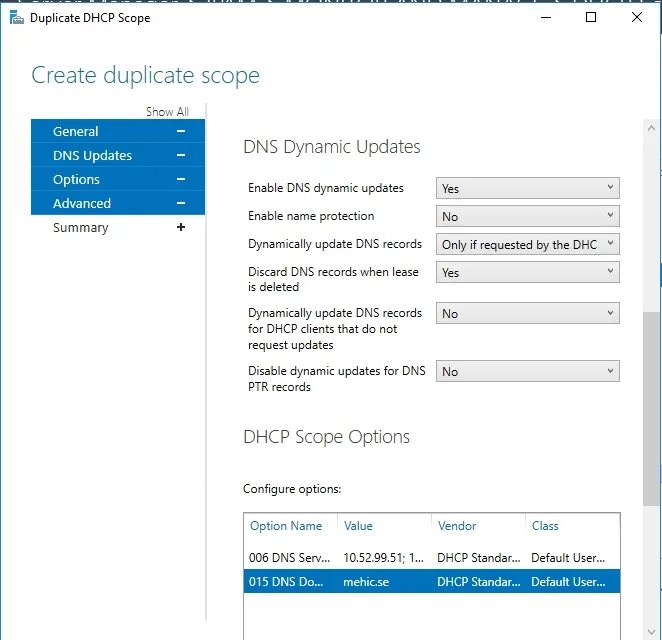 Duplicate DHCP Scope
Create duplicate scope
Show All
General
DNS Updates
Options
Advanced
Summary
DNS Dynamic Updates
Enable DNS dynamic updates Yes
Enable name protection No
Dynamically update DNS records Only if requested by the DHC
Discard DNS records when lease Yes
is deleted
Dynamically update DNS records No
for DHCP clients that do not
request updates
Disable dynamic updates for DNS No
PTR records
DHCP Scope Options
Configure options:
Option Name Value Vendor Class
006 DNS Serv... 10.52.99.51; 1... DHCP Standar... Default User...
015 DNS Do... mehic.se DHCP Standar... Default User...